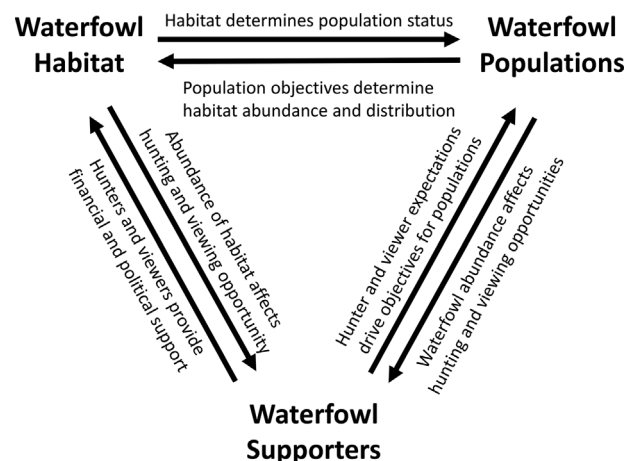 Waterfowl
Habitat
Habitat determines population status
Waterfowl
Populations
Population objectives determine
habitat abundance and distribution
Abundance of habitat affects
hunting and viewing opportunity
Hunters and viewers provide
financial and political support
Hunter and viewer expectations
drive objectives for populations
Waterfowl abundance affects
hunting and viewing opportunities
Waterfowl
Supporters